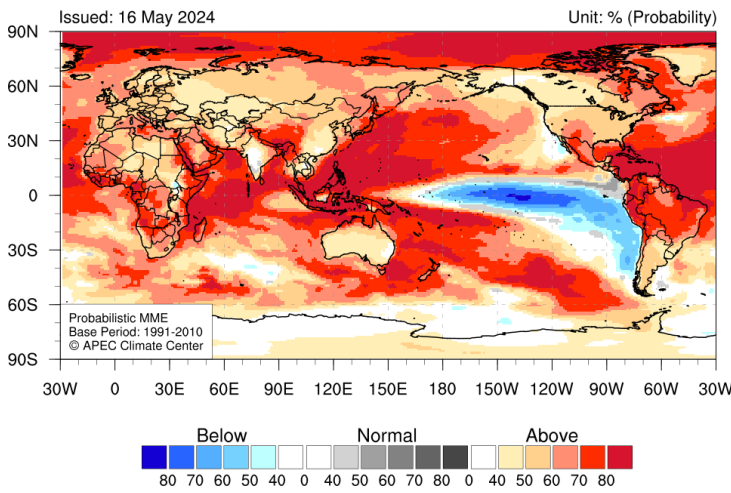 Issued: 16 May 2024 Unit: % (Probability)
90N
60N
30N
0
30S
60S
90S
Probabilistic MME
Base Period: 1991-2010
© APEC Climate Center
30W 0 30E 60E 90E 120E 150E 180 150W 120W 90W 60W 30W
Below Normal Above
80 70 60 50 40 0 40 50 60 70 80 0 40 50 60 70 80